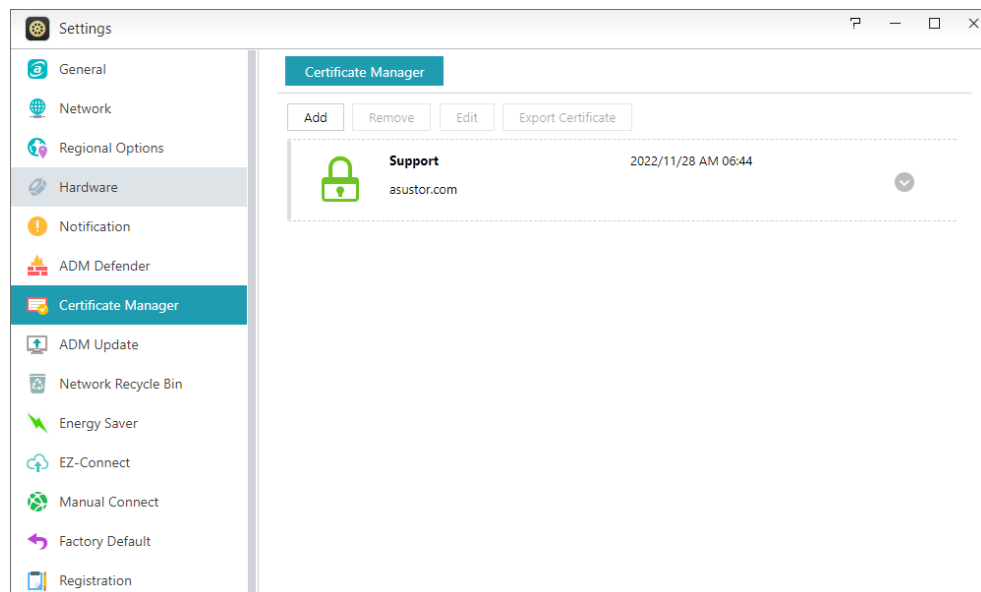 Settings
General
Network
Regional Options
Hardware
Notification
ADM Defender
Certificate Manager
ADM Update
Network Recycle Bin
Energy Saver
EZ-Connect
Manual Connect
Factory Default
Registration
Certificate Manager
Add Remove Edit Export Certificate
Support 2022/11/28 AM 06:44
asustor.com